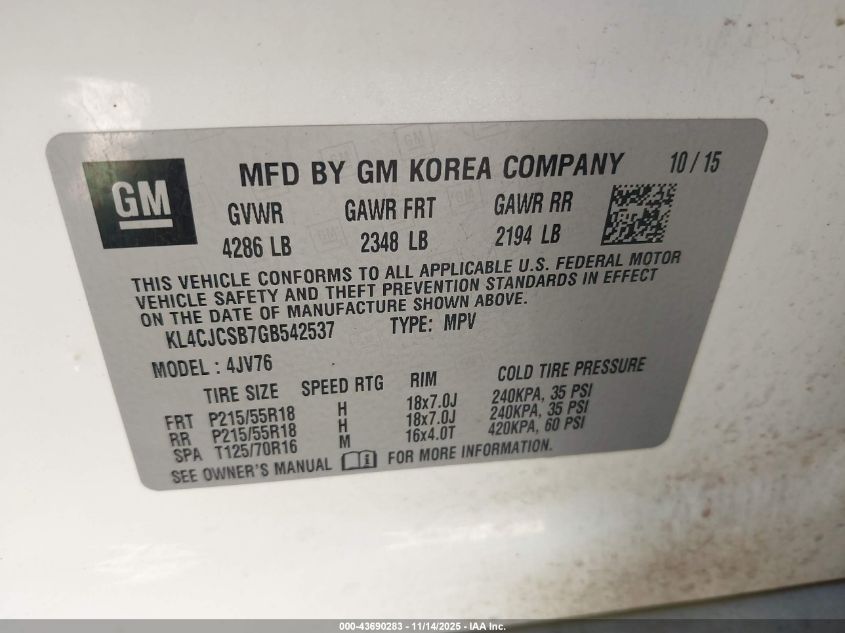 GM
MFD BY GM KOREA COMPANY 10/15
GVWR GAWR FRT GAWR RR
4286 LB 2348 LB 2194 LB
THIS VEHICLE CONFORMS TO ALL APPLICABLE U.S. FEDERAL MOTOR
VEHICLE SAFETY AND THEFT PREVENTION STANDARDS IN EFFECT
ON THE DATE OF MANUFACTURE SHOWN ABOVE.
KL4CJCSB7GB542537 TYPE: MPV
MODEL: 4JV76
TIRE SIZE SPEED RTG RIM COLD TIRE PRESSURE
FRT P215/55R18 H 18x7.0J 240KPA, 35 PSI
RR P215/55R18 H 18x7.0J 240KPA, 35 PSI
SPA T125/70R16 M 16x4.0T 420KPA, 60 PSI
SEE OWNER'S MANUAL FOR MORE INFORMATION.
000-43690283 - 11/14/2025 - IAA Inc.